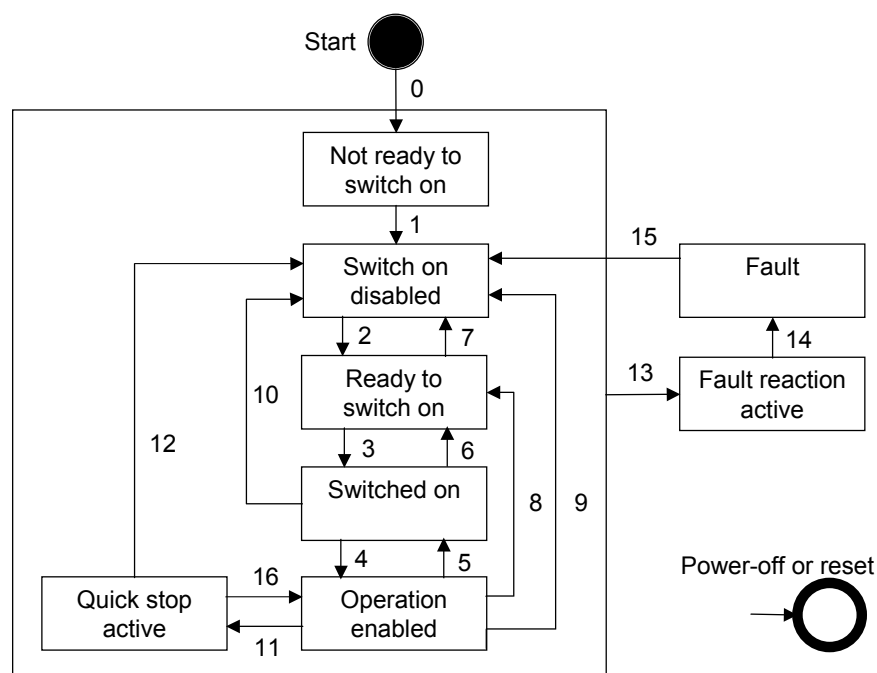 Start
0
Not ready to
switch on
1
15
Switch on
disabled
Fault
2
7
14
10
Ready to
switch on
13
Fault reaction
active
12
3
6
Switched on
8
9
4
5
Power-off or reset
16
Quick stop
active
Operation
enabled
11